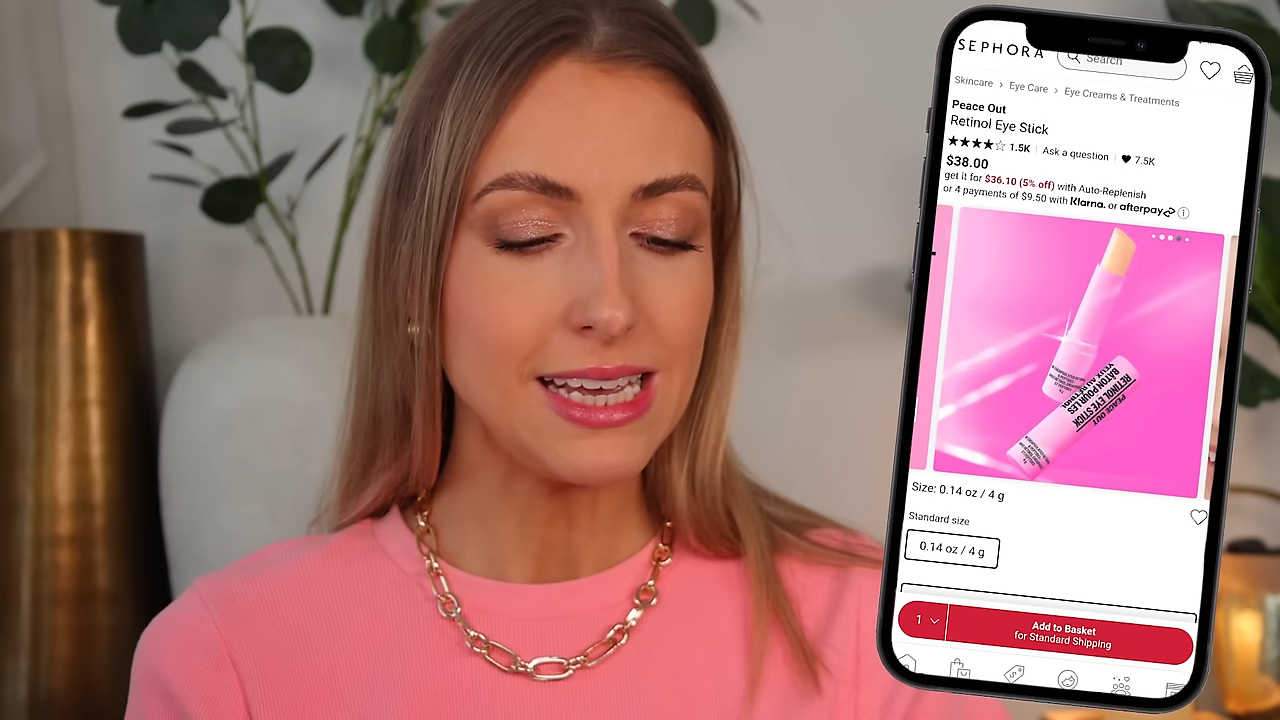 SEPHORA
Search
Skincare > Eye Care > Eye Creams & Treatments
Peace Out
Retinol Eye Stick
1.5K | Ask a question | 7.5K
$38.00
get it for $36.10 (5% off) with Auto-Replenish
or 4 payments of $9.50 with Klarna. or afterpay
PEACE OUT
RETINOL EYE STICK
BATON POUR LES
YEUX AU RÉTINOL
Size: 0.14 oz / 4 g
Standard size
0.14 oz / 4 g
1
Add to Basket
for Standard Shipping